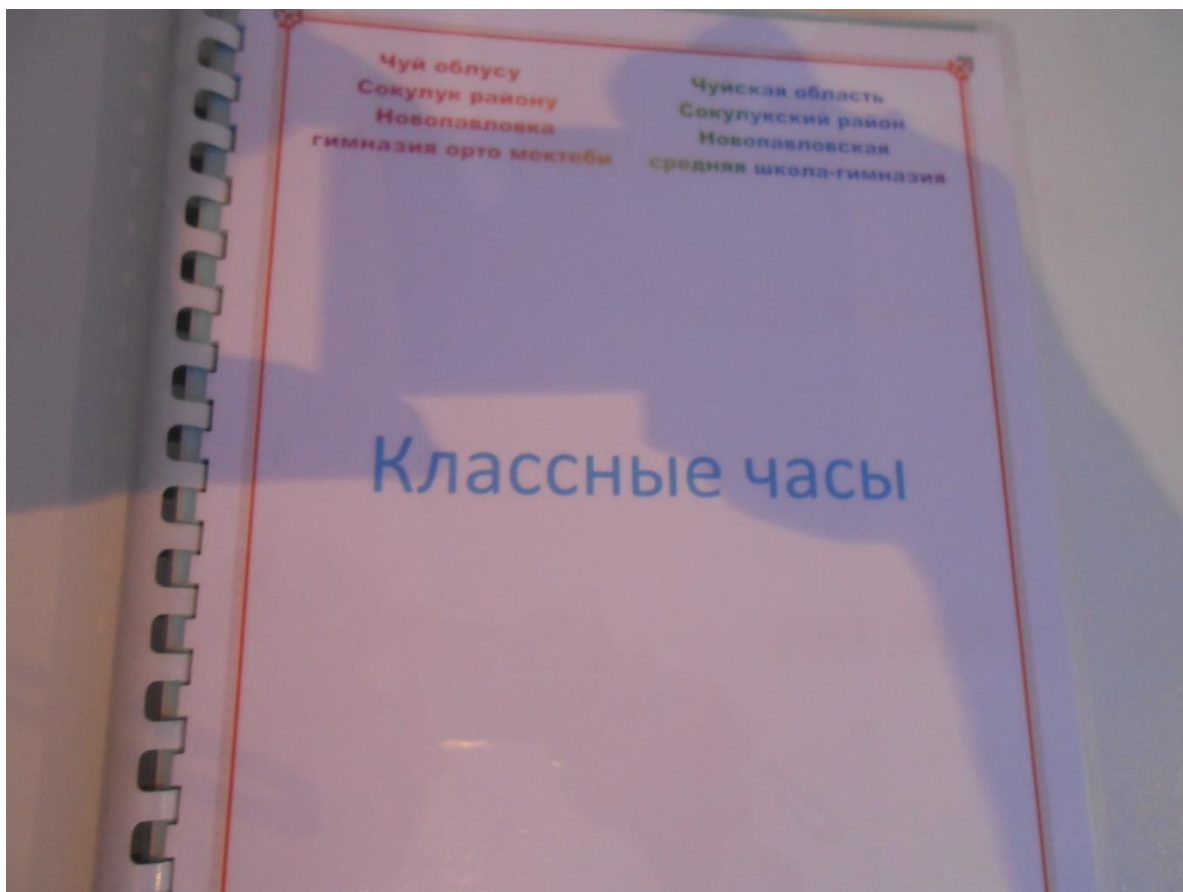 Чуй облусу
Сокулук району
Новопавловка
гимназия орто мектеби
Чуйская область
Сокулукский район
Новопавловская
средняя школа-гимназия
Классные часы